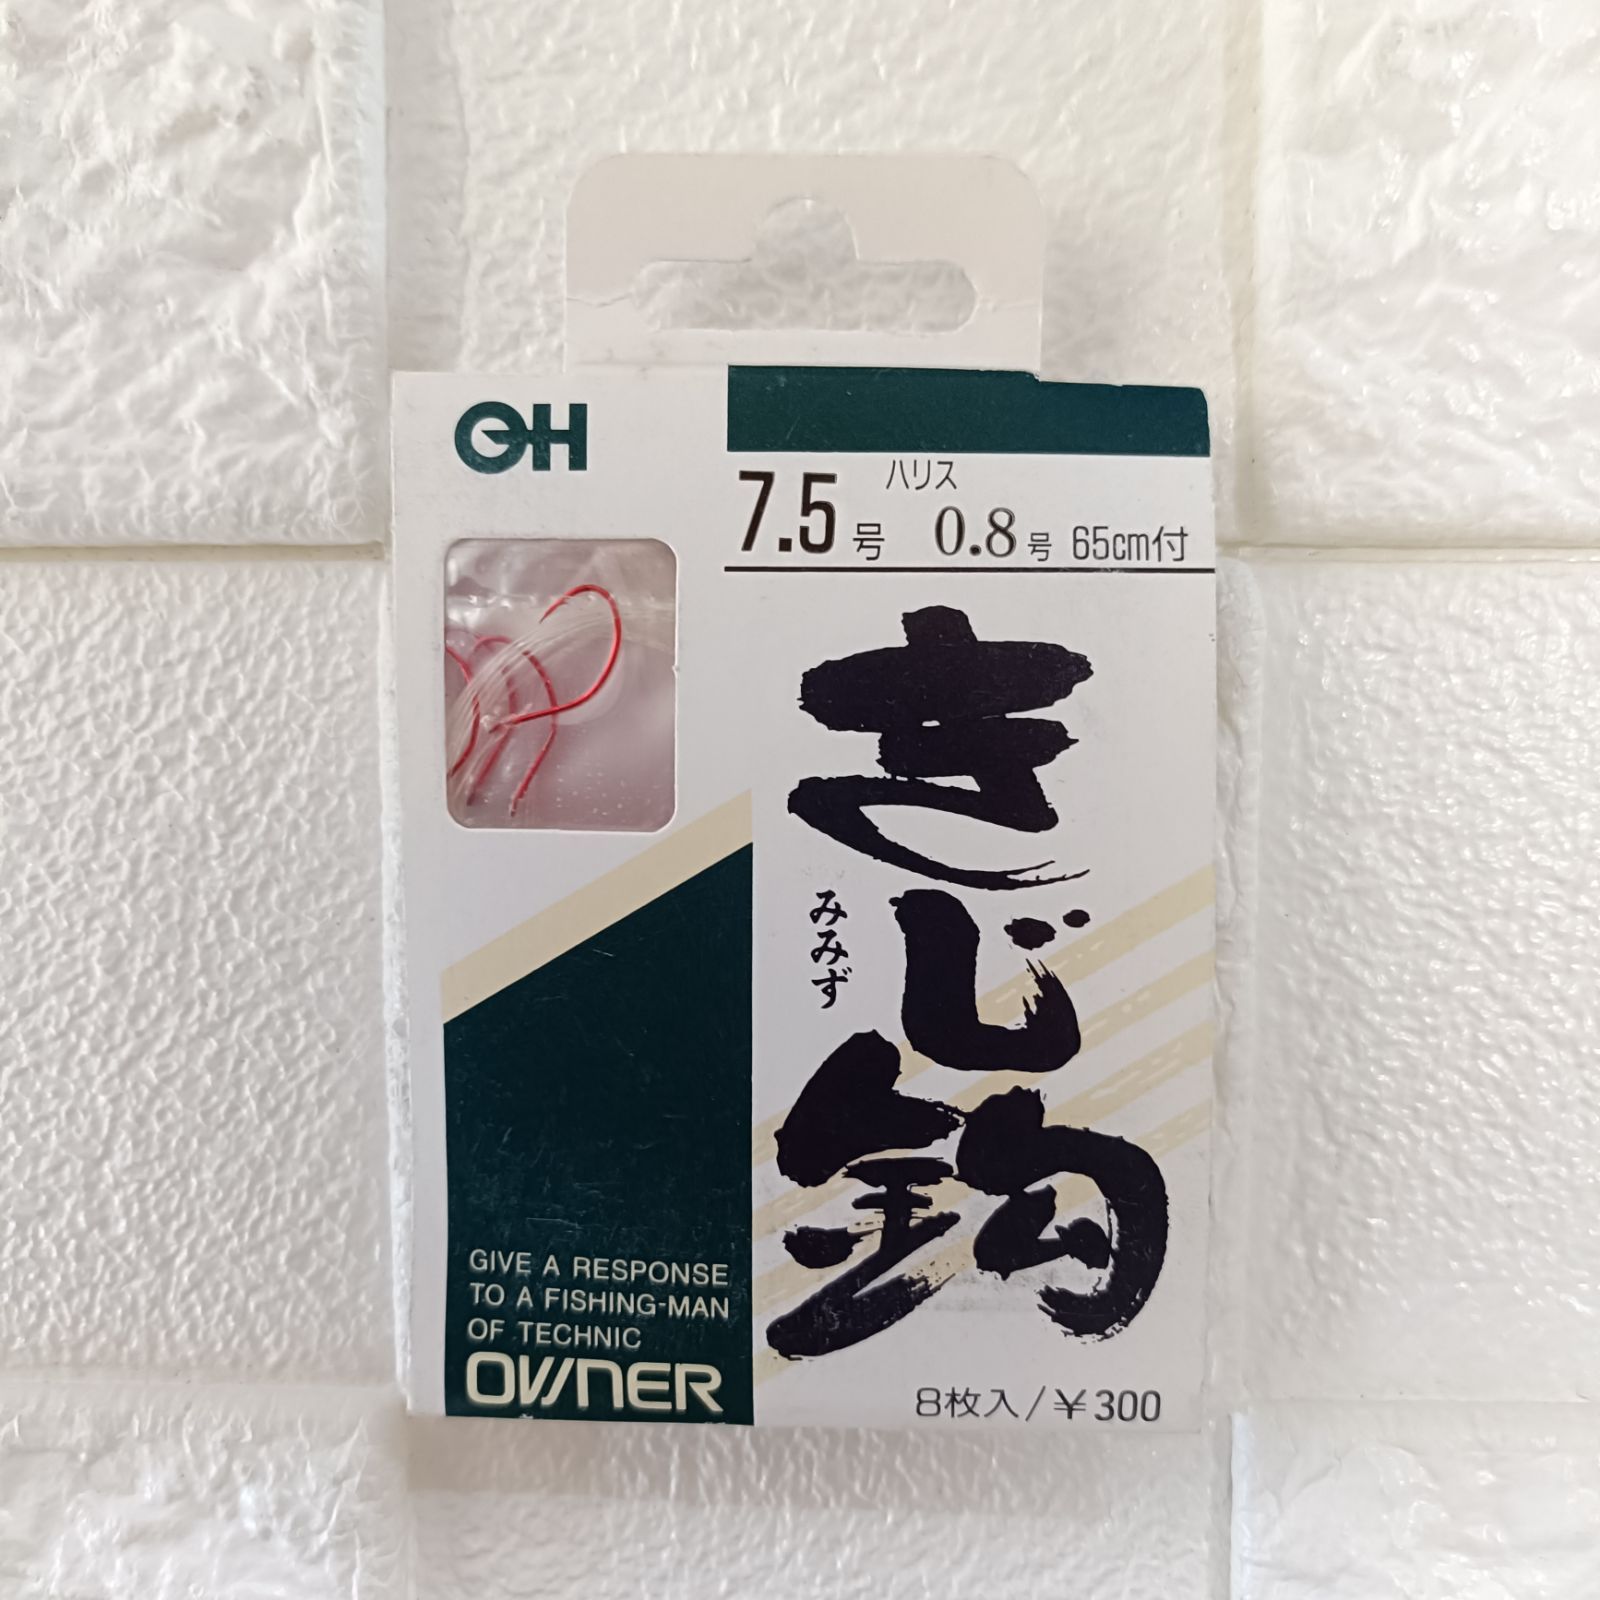 OH
ハリス
7.5号 0.8号 65cm付
きじ鈎
みみず
GIVE A RESPONSE
TO A FISHING-MAN
OF TECHNIC
OWNER
8枚入/¥300